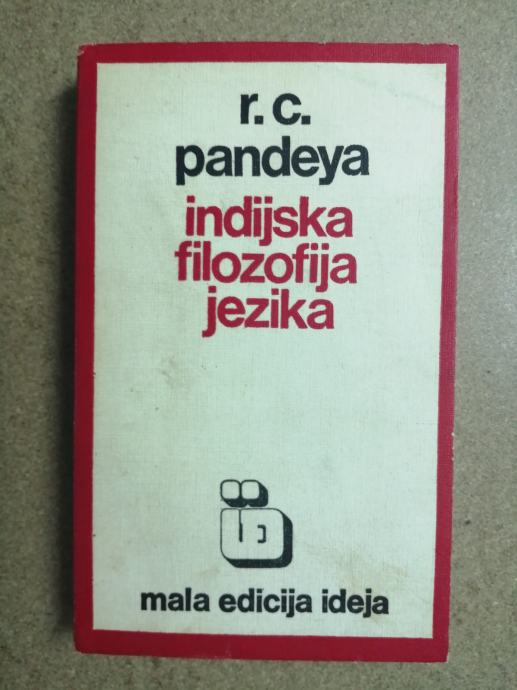 r. c.
pandeya
indijska
filozofija
jezika
mala edicija ideja